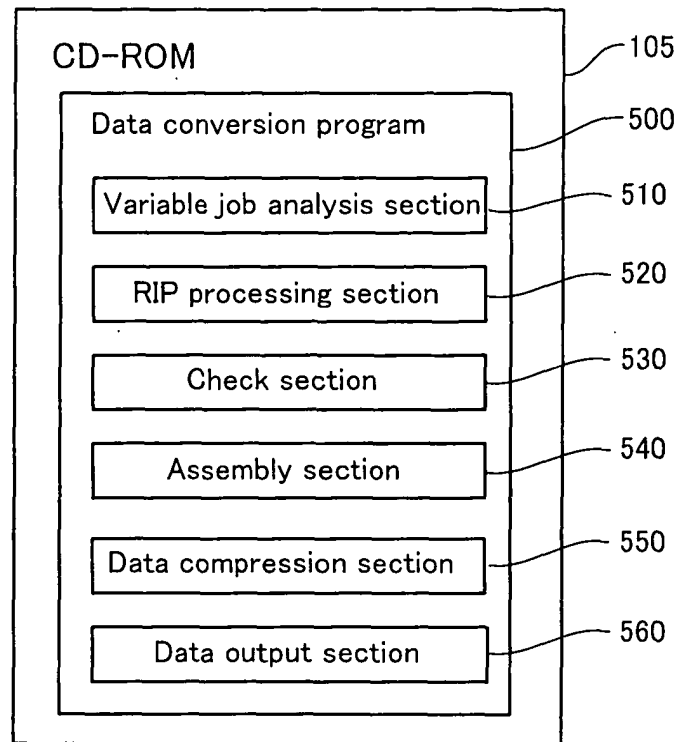 CD-ROM
105
Data conversion program
500
Variable job analysis section
510
RIP processing section
520
Check section
530
Assembly section
540
Data compression section
550
Data output section
560